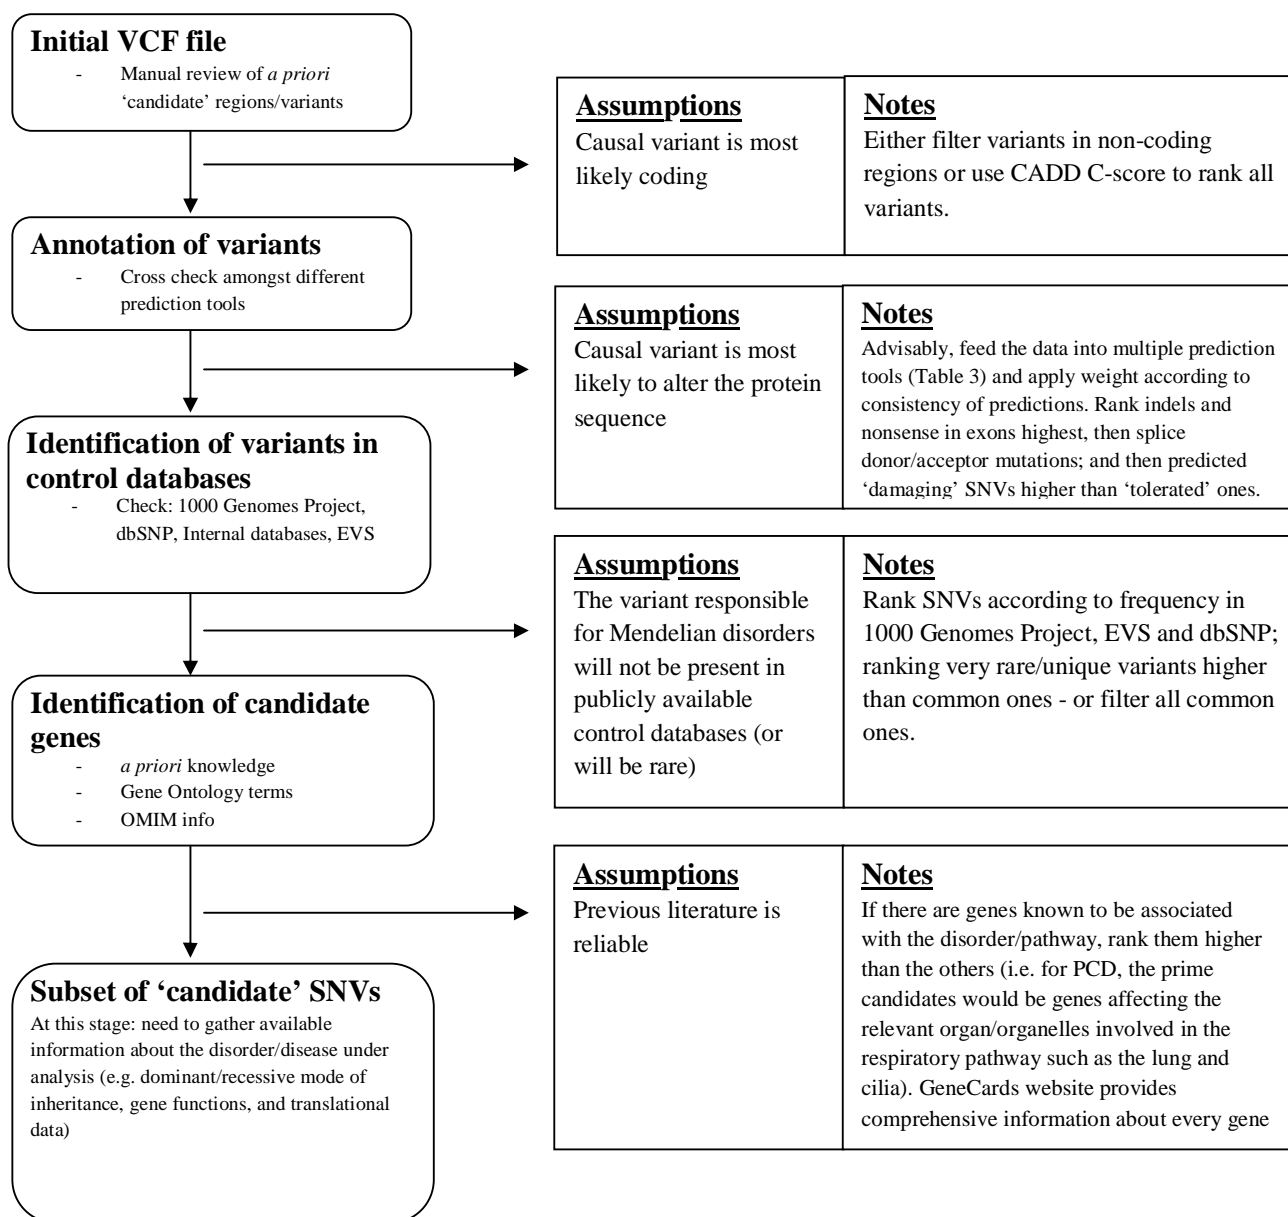 Initial VCF file
- Manual review of a priori
‘candidate’ regions/variants
Assumptions
Causal variant is most
likely coding
Notes
Either filter variants in non-coding
regions or use CADD C-score to rank all
variants.
Annotation of variants
- Cross check amongst different
prediction tools
Assumptions
Causal variant is most
likely to alter the protein
sequence
Notes
Advisably, feed the data into multiple prediction
tools (Table 3) and apply weight according to
consistency of predictions. Rank indels and
nonsense in exons highest, then splice
donor/acceptor mutations; and then predicted
‘damaging’ SNVs higher than ‘tolerated’ ones.
Identification of variants in
control databases
- Check: 1000 Genomes Project,
dbSNP, Internal databases, EVS
Assumptions
The variant responsible
for Mendelian disorders
will not be present in
publicly available
control databases (or
will be rare)
Notes
Rank SNVs according to frequency in
1000 Genomes Project, EVS and dbSNP;
ranking very rare/unique variants higher
than common ones - or filter all common
ones.
Identification of candidate
genes
- a priori knowledge
- Gene Ontology terms
- OMIM info
Assumptions
Previous literature is
reliable
Notes
If there are genes known to be associated
with the disorder/pathway, rank them higher
than the others (i.e. for PCD, the prime
candidates would be genes affecting the
relevant organ/organelles involved in the
respiratory pathway such as the lung and
cilia). GeneCards website provides
comprehensive information about every gene
Subset of ‘candidate’ SNVs
At this stage: need to gather available
information about the disorder/disease under
analysis (e.g. dominant/recessive mode of
inheritance, gene functions, and translational
data)